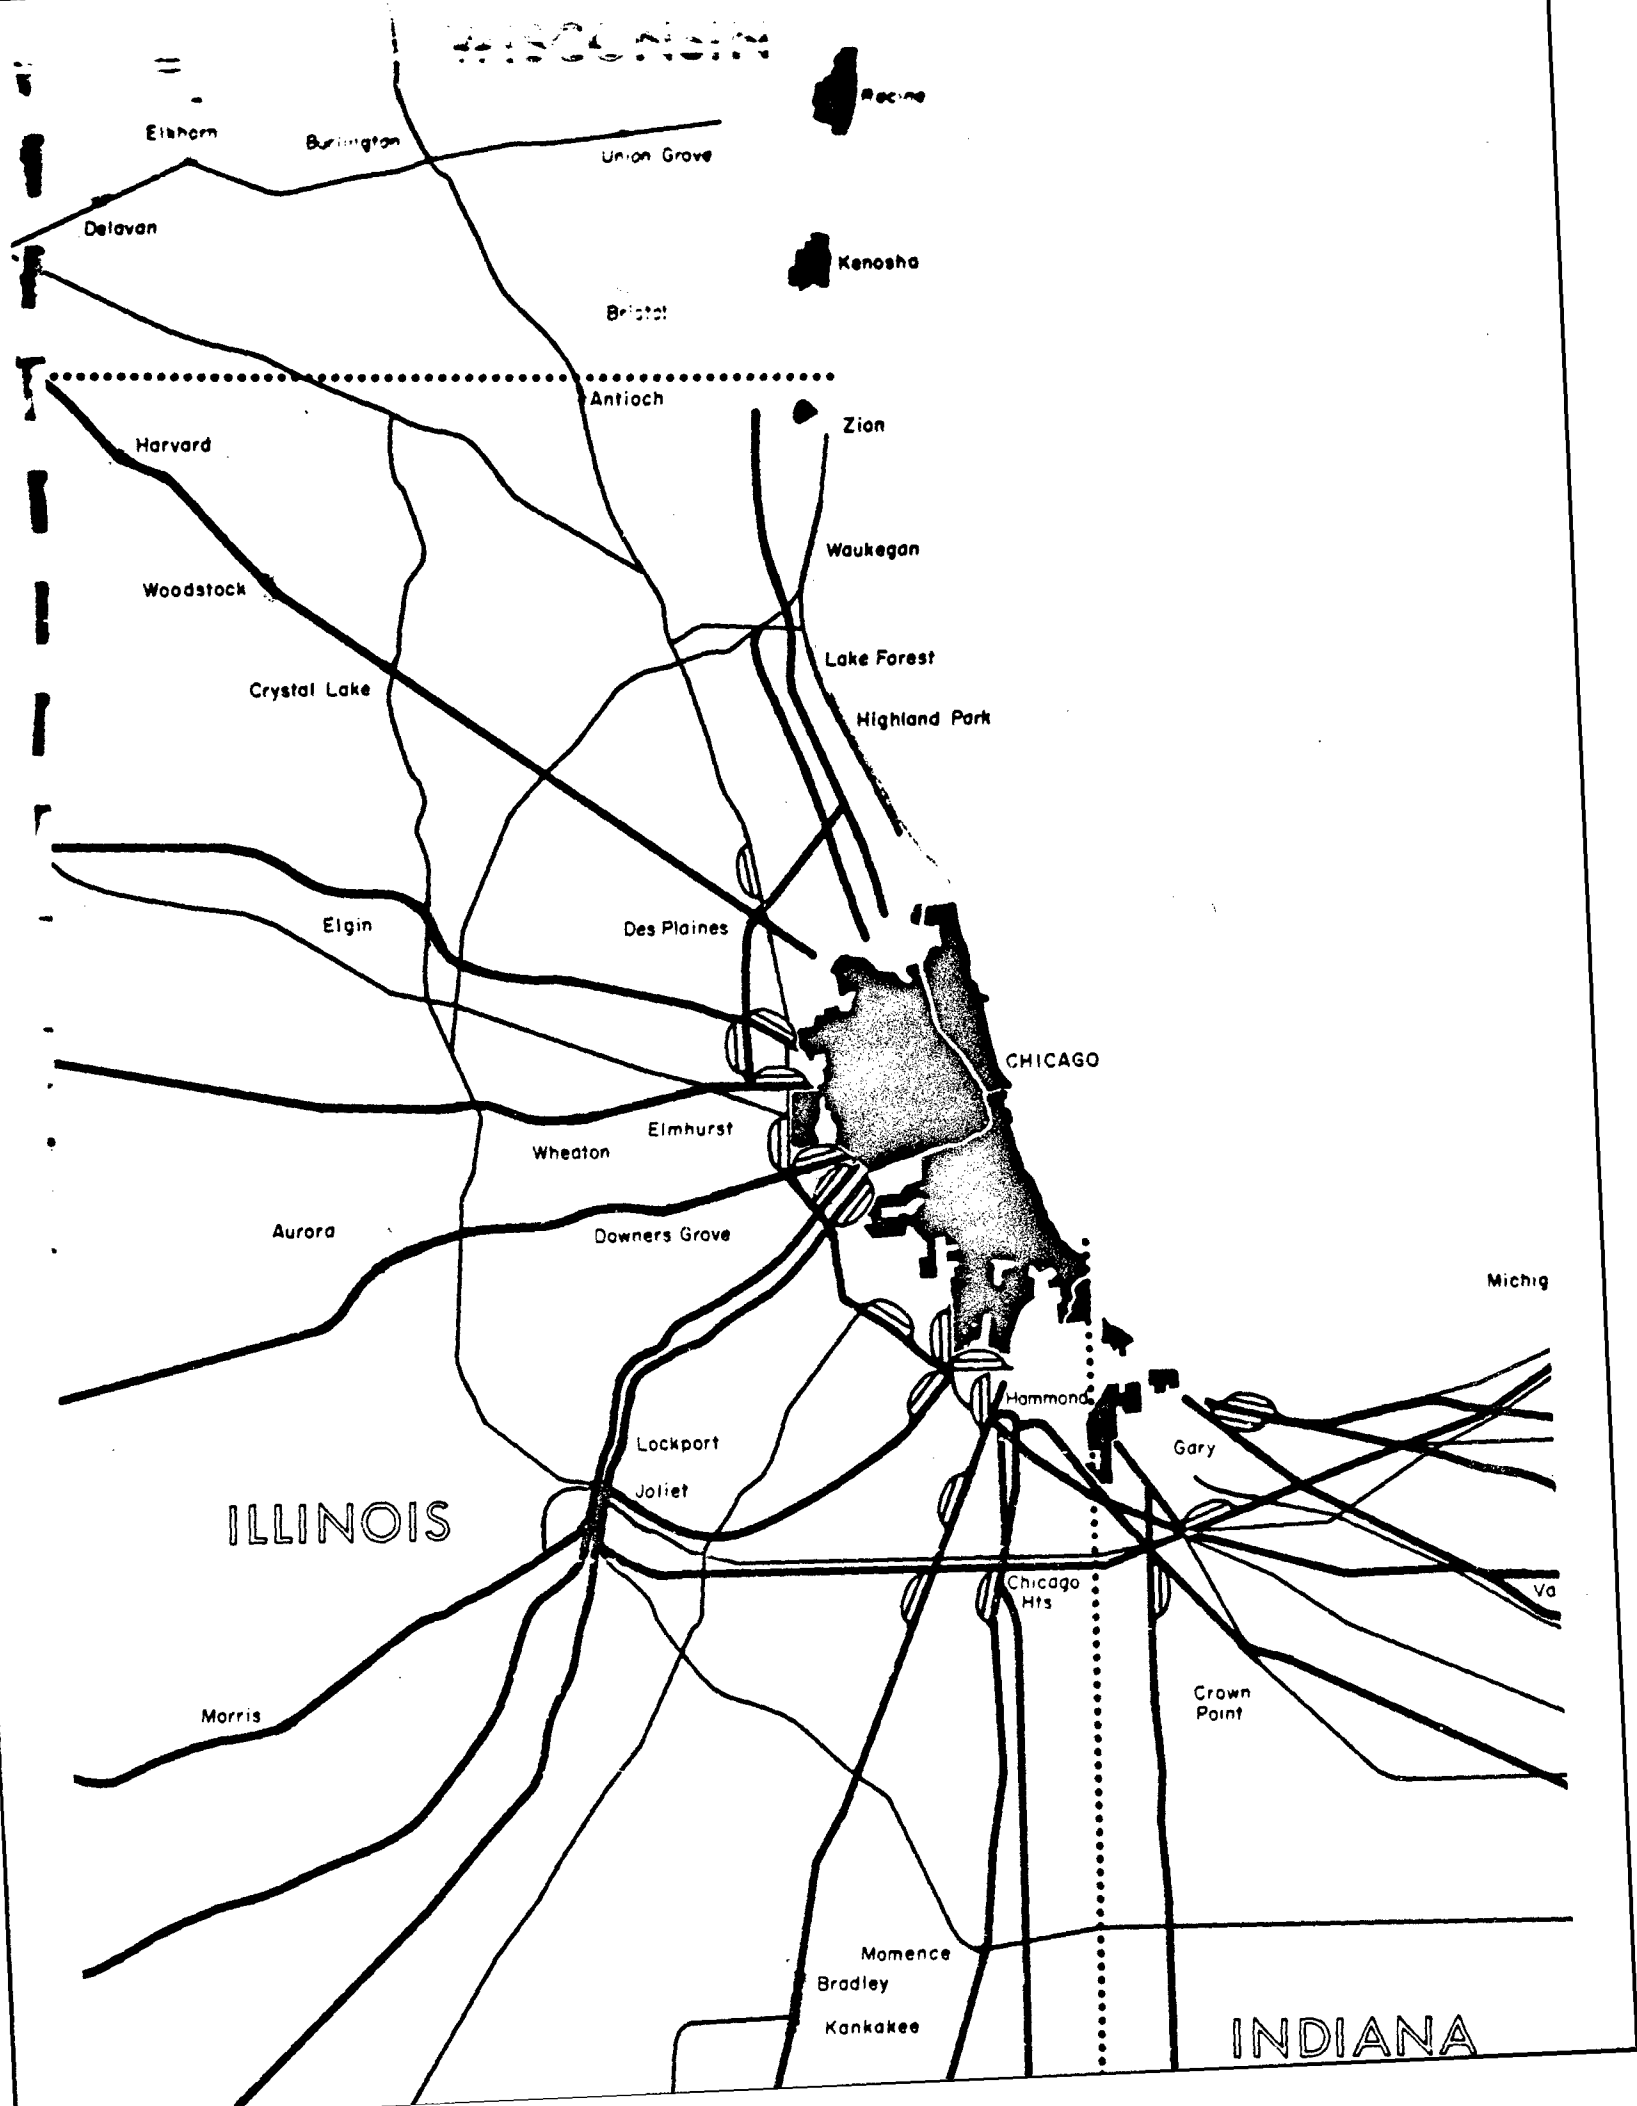 WISCONSIN
Racine
Elkhorn
Burlington
Union Grove
Delavan
Kenosha
Bristol
Antioch
Zion
Harvard
Waukegan
Woodstock
Lake Forest
Crystal Lake
Highland Park
Elgin
Des Plaines
CHICAGO
Elmhurst
Wheaton
Aurora
Downers Grove
Michig
Hammond
Lockport
Gary
Joliet
ILLINOIS
Chicago
Hts
Va
Crown
Point
Morris
Momence
Bradley
Kankakee
INDIANA